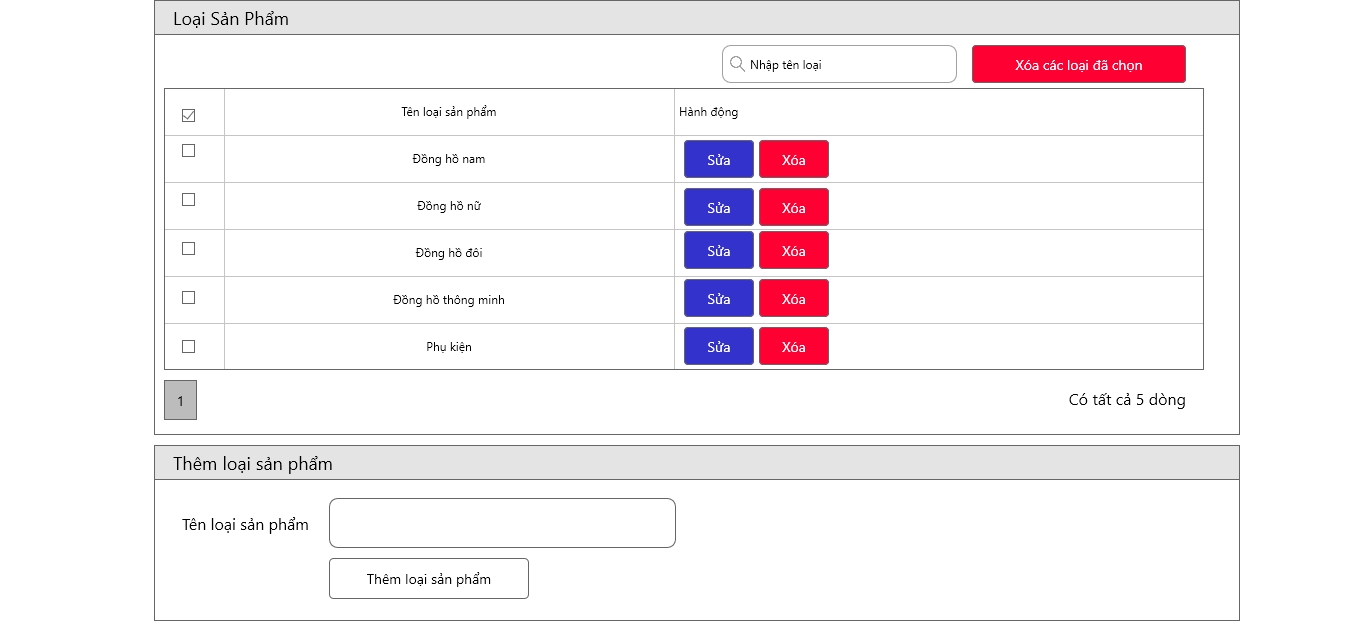 Loại Sản Phẩm
Nhập tên loại
Xóa các loại đã chọn
Tên loại sản phẩm Hành động
Đồng hồ nam Sửa Xóa
Đồng hồ nữ Sửa Xóa
Đồng hồ đôi Sửa Xóa
Đồng hồ thông minh Sửa Xóa
Phụ kiện Sửa Xóa
1 Có tất cả 5 dòng
Thêm loại sản phẩm
Tên loại sản phẩm
Thêm loại sản phẩm